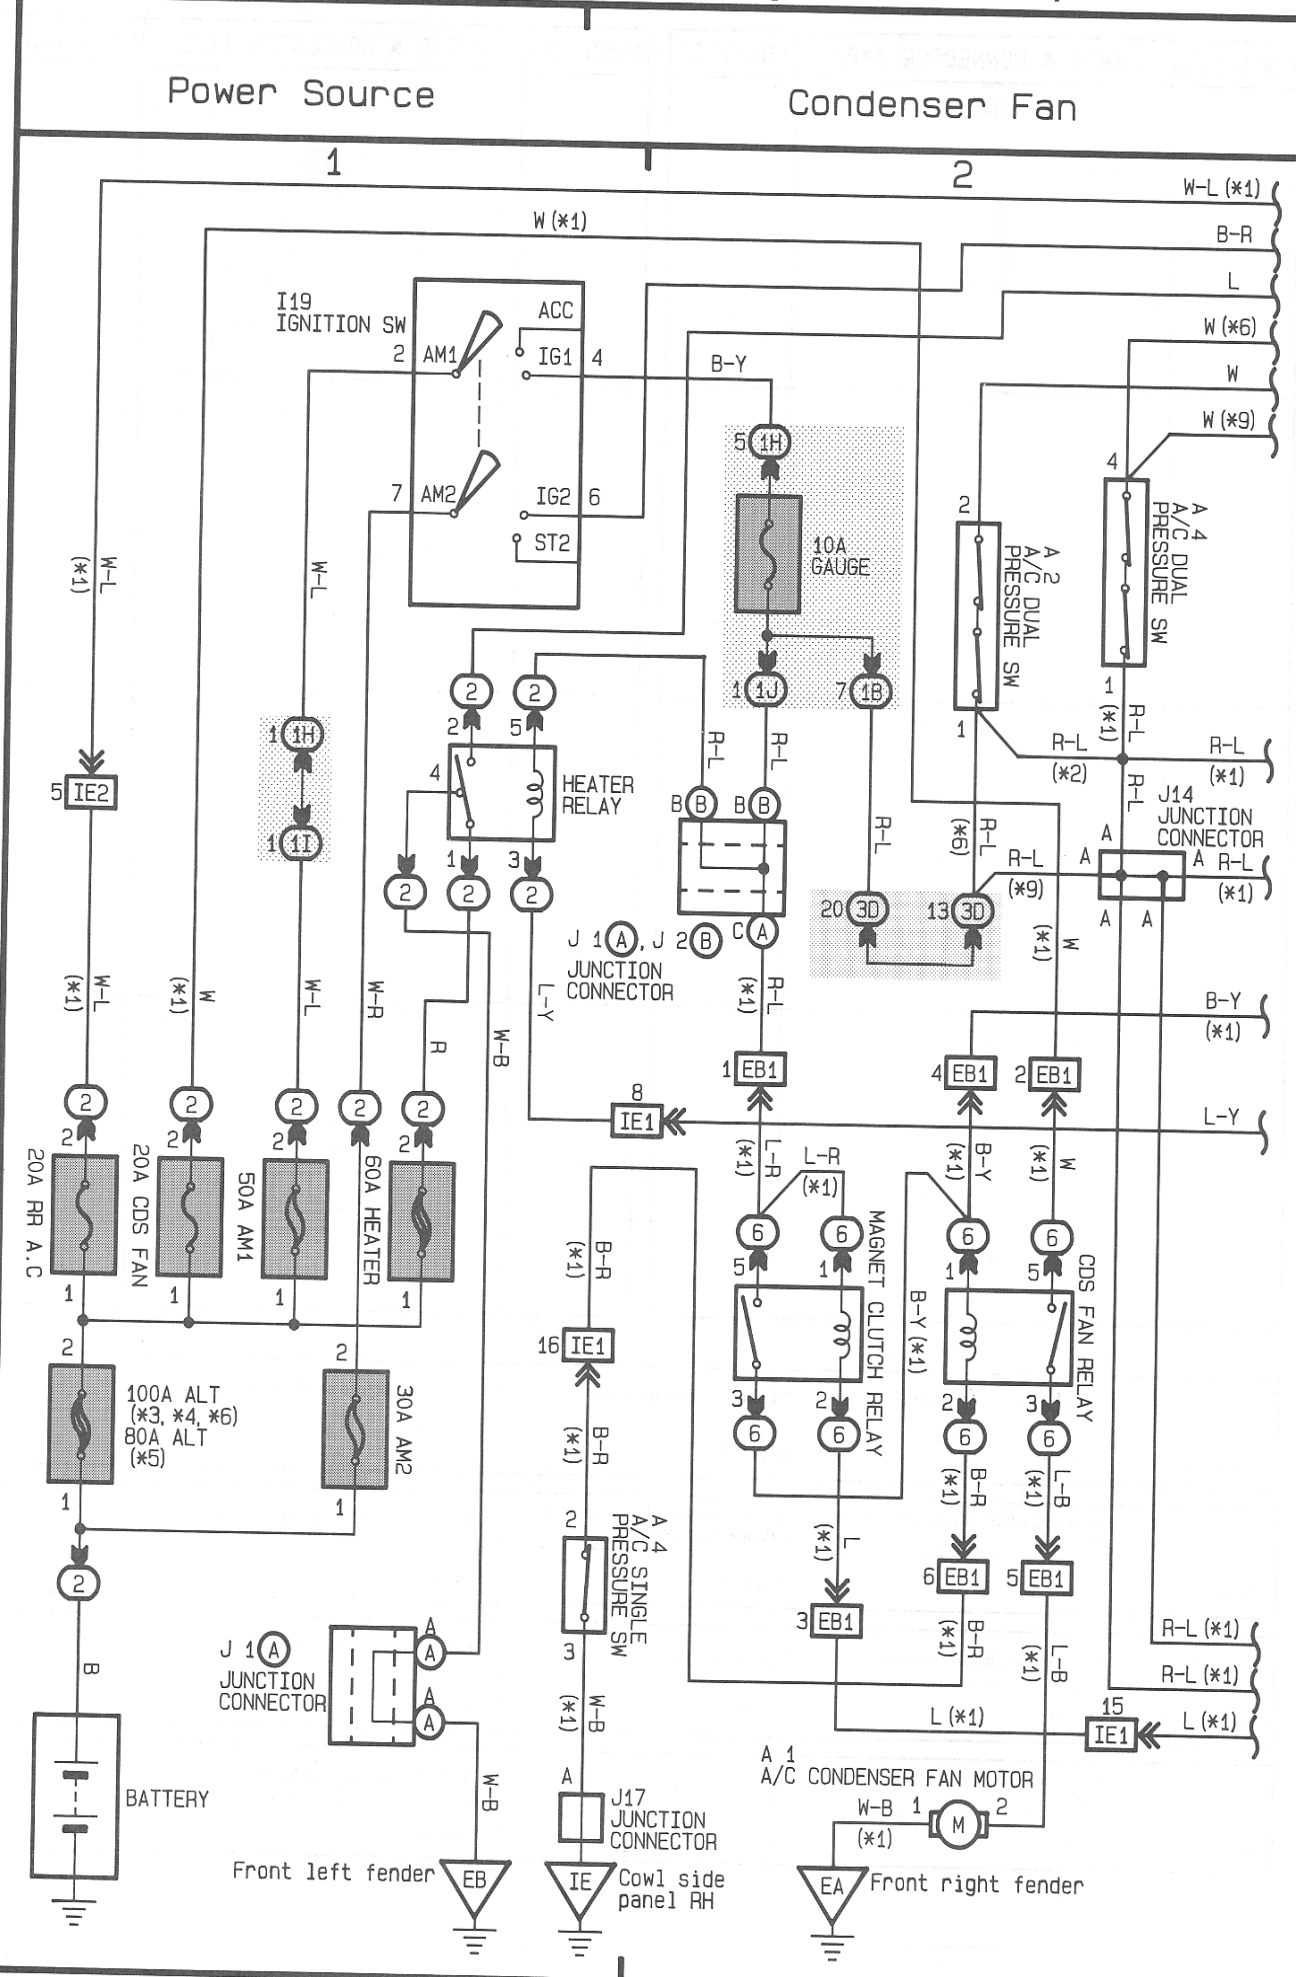 Power Source
Condenser Fan
1
2
W-L (*1)
W (*1)
B-R
L
W (*6)
W
W (*9)
I19
IGNITION SW
ACC
2
AM1
IG1
4
B-Y
7
AM2
IG2
6
ST2
5
1H
10A
GAUGE
4
A 4
A/C DUAL
PRESSURE SW
2
A 2
A/C DUAL
PRESSURE SW
W-L
(*1)
W-L
1
1J
7
1B
1
(*1)
R-L
1
R-L
(*2)
R-L
(*1)
2
2
2
5
1
1H
4
HEATER
RELAY
R-L
R-L
R-L
5
IE2
B
B
B
B
J14
JUNCTION
CONNECTOR
1
1I
1
3
R-L
R-L
(*6)
A
A
A
R-L
(*1)
R-L
(*9)
2
2
2
20
3D
13
3D
A
A
C
A
J 1 A, J 2 B
JUNCTION
CONNECTOR
W
(*1)
W-L
(*1)
W
(*1)
W-L
W-R
L-Y
R-L
(*1)
B-Y
(*1)
R
W-B
1
EB1
4
EB1
2
EB1
2
2
2
2
2
8
IE1
L-Y
2
2
2
2
L-R
(*1)
L-R
(*1)
B-Y
(*1)
W
(*1)
20A RR A.C
20A CDS FAN
50A AM1
60A HEATER
6
6
6
6
5
1
1
5
MAGNET CLUTCH RELAY
CDS FAN RELAY
B-R
(*1)
B-Y (*1)
1
1
1
1
16
IE1
2
2
100A ALT
(*3, *4, *6)
80A ALT
(*5)
30A AM2
3
2
2
3
6
6
6
6
B-R
(*1)
B-R
(*1)
L-B
(*1)
1
1
2
A 4
A/C SINGLE
PRESSURE SW
L
(*1)
6
EB1
5
EB1
2
3
EB1
3
B
J 1 A
JUNCTION
CONNECTOR
A
A
A
A
B-R
(*1)
L-B
(*1)
R-L (*1)
R-L (*1)
W-B
(*1)
L (*1)
15
IE1
L (*1)
A 1
A/C CONDENSER FAN MOTOR
BATTERY
W-B
A
J17
JUNCTION
CONNECTOR
W-B
(*1)
1
M
2
Front left fender
EB
IE
Cowl side
panel RH
EA
Front right fender